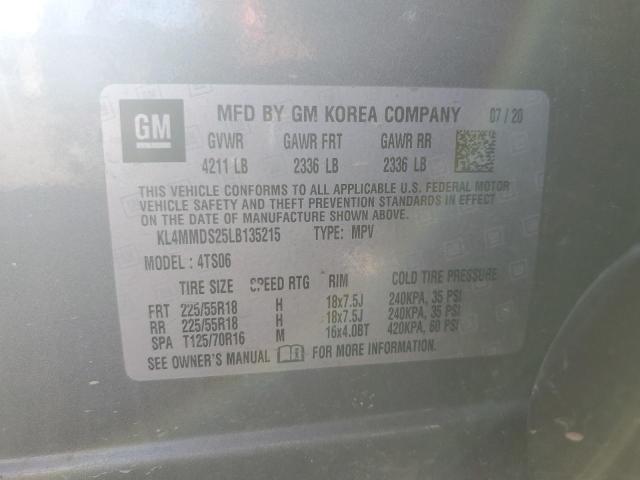 GM MFD BY GM KOREA COMPANY 07/20
GVWR GAWR FRT GAWR RR
4211 LB 2336 LB 2336 LB
THIS VEHICLE CONFORMS TO ALL APPLICABLE U.S. FEDERAL MOTOR
VEHICLE SAFETY AND THEFT PREVENTION STANDARDS IN EFFECT ON
THE DATE OF MANUFACTURE SHOWN ABOVE.
KL4MMDS25LB135215 TYPE: MPV
MODEL: 4TS06
TIRE SIZE SPEED RTG RIM COLD TIRE PRESSURE
FRT 225/55R18 H 18x7.5J 240KPA, 35 PSI
RR 225/55R18 H 18x7.5J 240KPA, 35 PSI
SPA T125/70R16 M 16x4.0BT 420KPA, 60 PSI
SEE OWNER'S MANUAL FOR MORE INFORMATION.